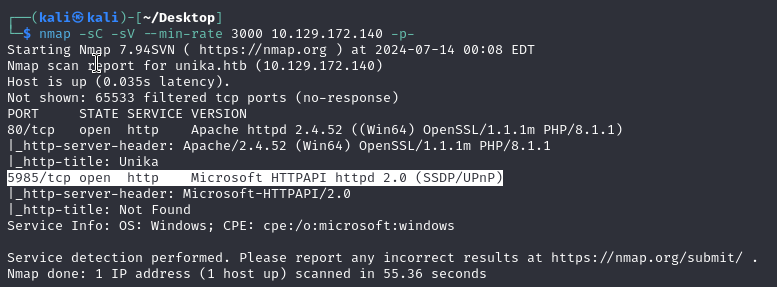 ┌──(kali㉿kali)-[~/Desktop]
└─$ nmap -sC -sV --min-rate 3000 10.129.172.140 -p-
Starting Nmap 7.94SVN ( https://nmap.org ) at 2024-07-14 00:08 EDT
Nmap scan report for unika.htb (10.129.172.140)
Host is up (0.035s latency).
Not shown: 65533 filtered tcp ports (no-response)
PORT     STATE SERVICE VERSION
80/tcp   open  http    Apache httpd 2.4.52 ((Win64) OpenSSL/1.1.1m PHP/8.1.1)
|_http-server-header: Apache/2.4.52 (Win64) OpenSSL/1.1.1m PHP/8.1.1
|_http-title: Unika
5985/tcp open  http    Microsoft HTTPAPI httpd 2.0 (SSDP/UPnP)
|_http-server-header: Microsoft-HTTPAPI/2.0
|_http-title: Not Found
Service Info: OS: Windows; CPE: cpe:/o:microsoft:windows

Service detection performed. Please report any incorrect results at https://nmap.org/submit/ .
Nmap done: 1 IP address (1 host up) scanned in 55.36 seconds